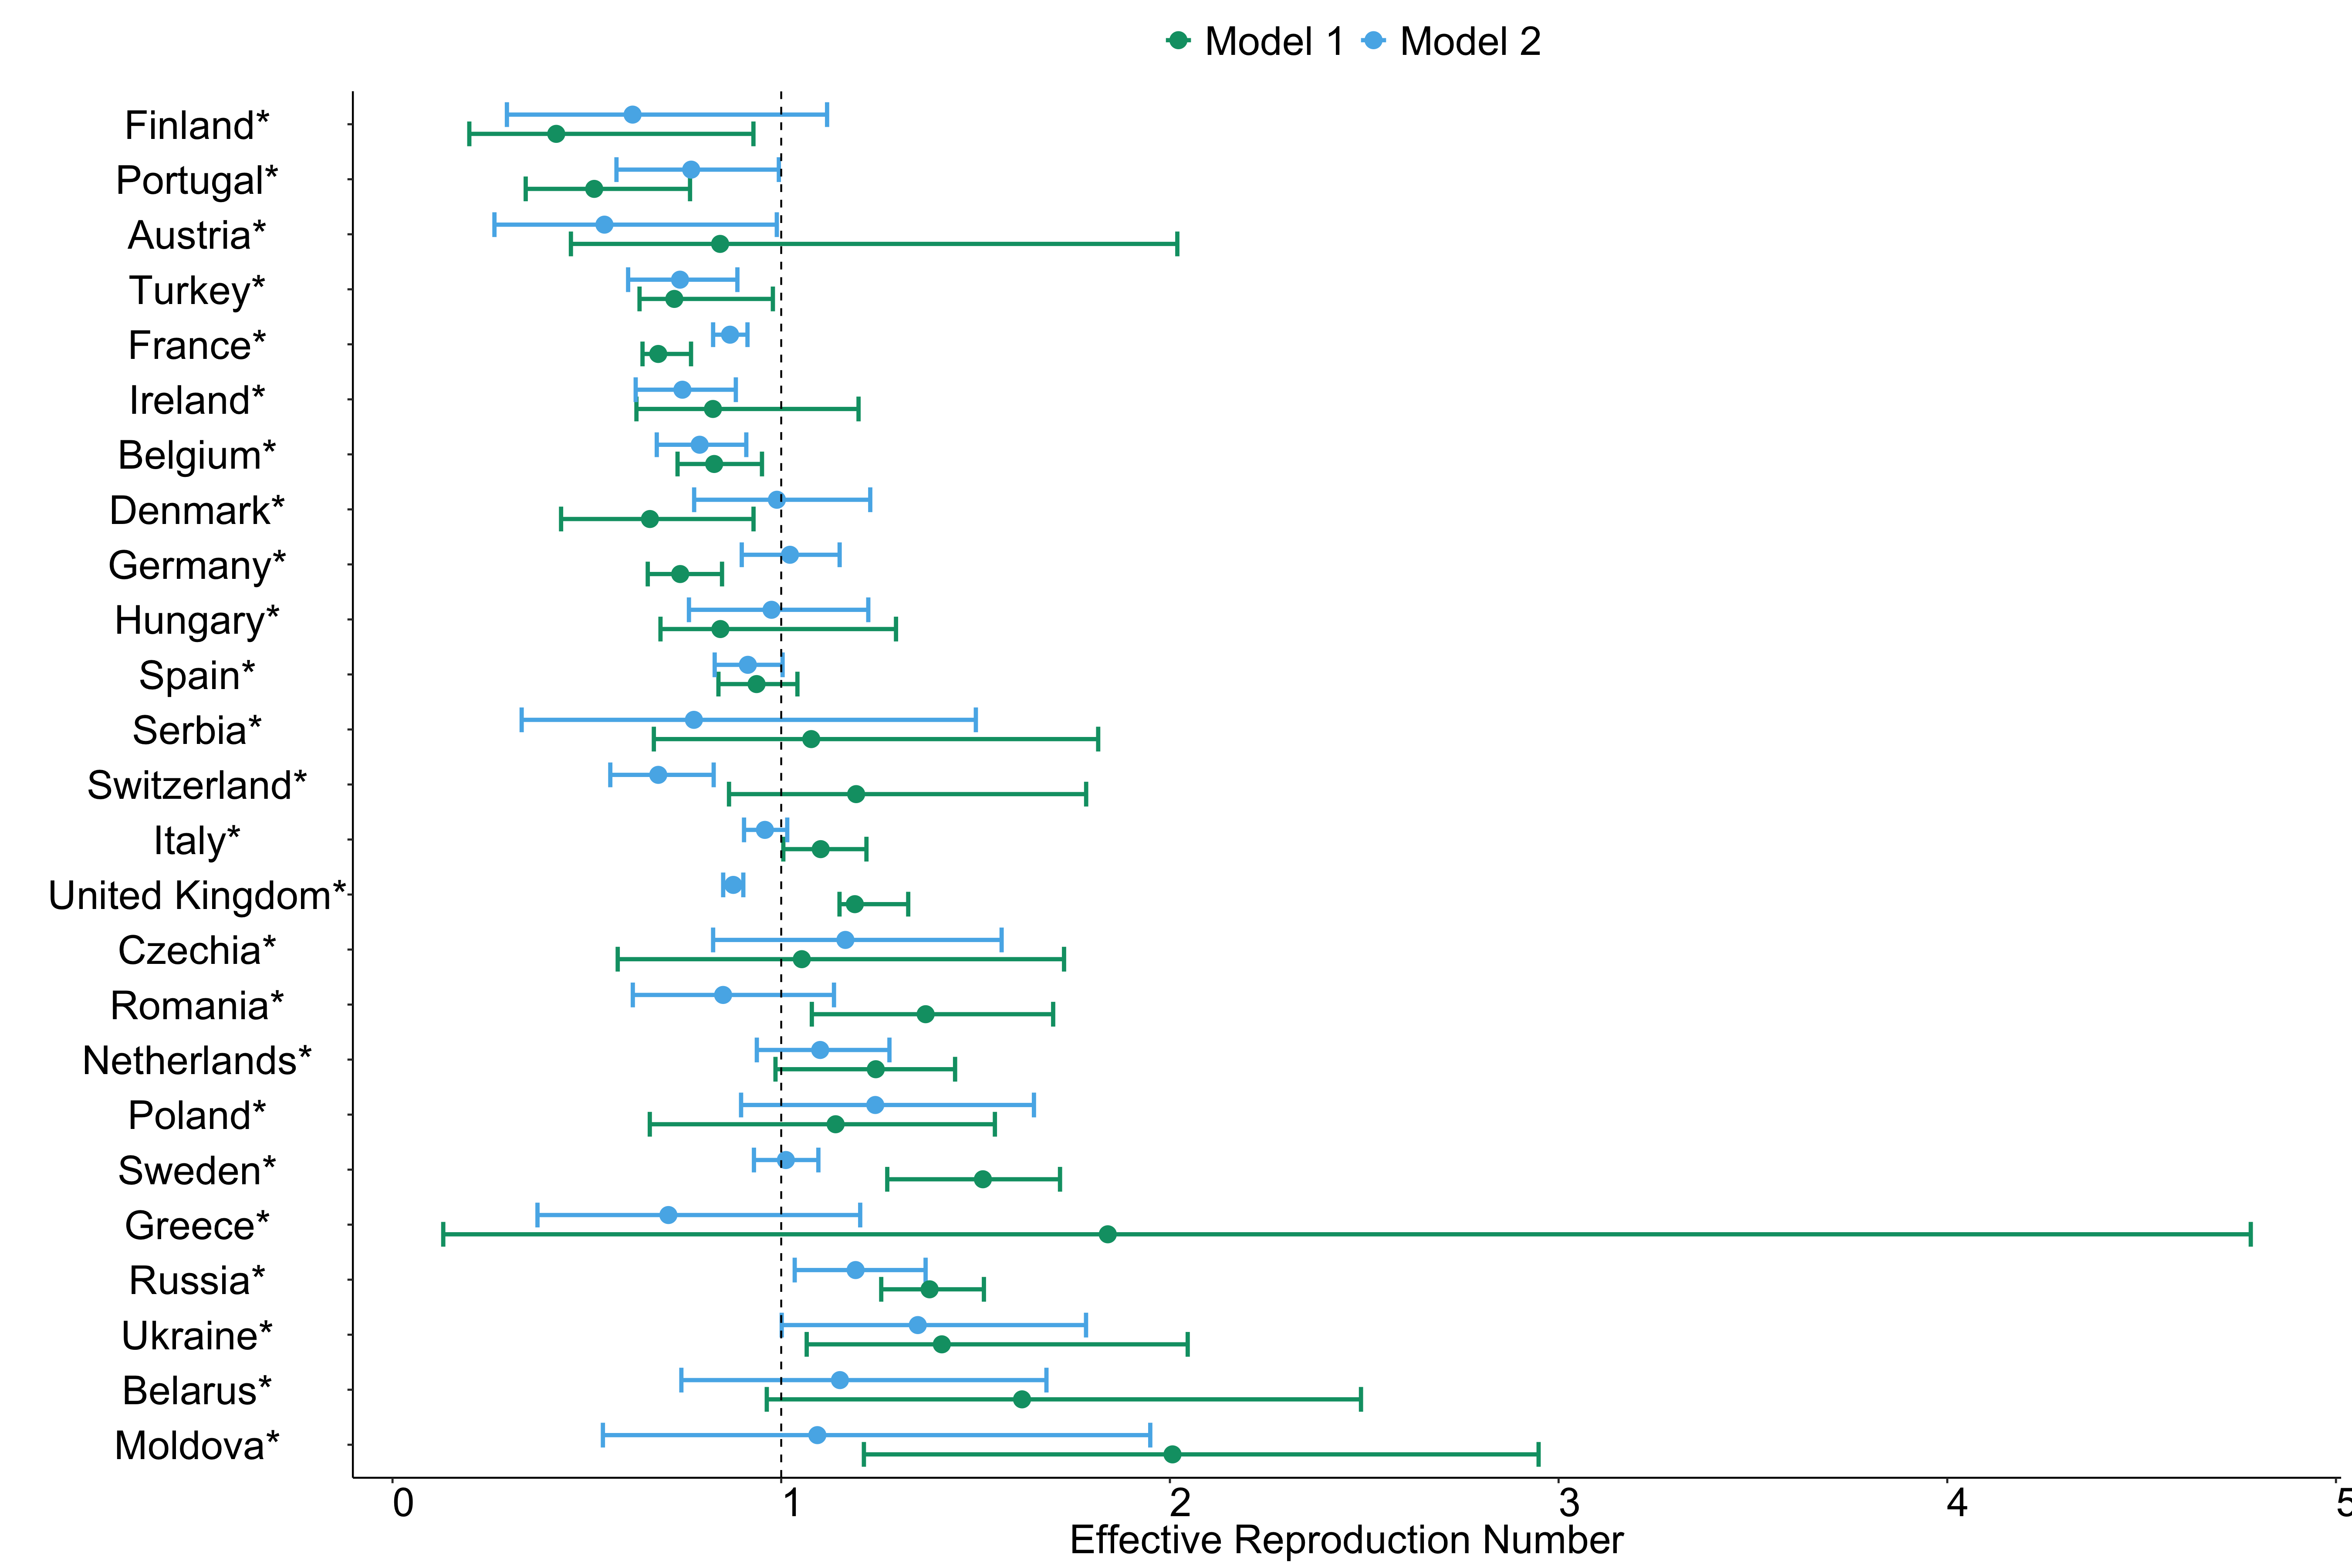 Model 1 Model 2
Finland*
Portugal*
Austria*
Turkey*
France*
Ireland*
Belgium*
Denmark*
Germany*
Hungary*
Spain*
Serbia*
Switzerland*
Italy*
United Kingdom*
Czechia*
Romania*
Netherlands*
Poland*
Sweden*
Greece*
Russia*
Ukraine*
Belarus*
Moldova*
0 1 2 3 4 5
Effective Reproduction Number